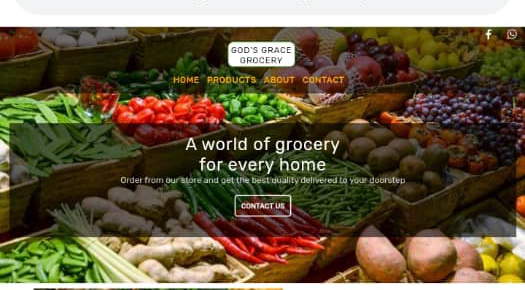 GOD'S GRACE
GROCERY
HOME PRODUCTS ABOUT CONTACT
A world of grocery
for every home
Order from our store and get the best quality delivered to your doorstep
CONTACT US